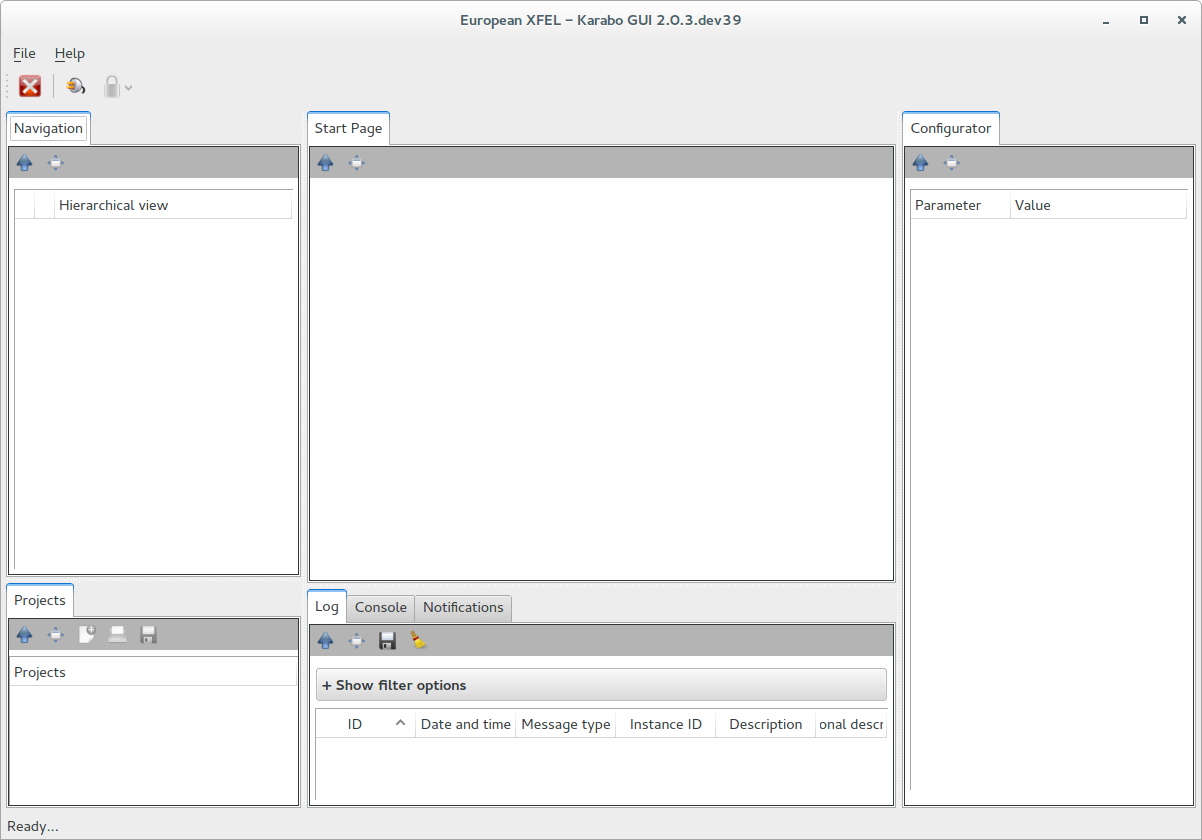 European XFEL – Karabo GUI 2.0.3.dev39
File Help
Navigation
Hierarchical view
Start Page
Configurator
Parameter Value
Projects
Projects
Log Console Notifications
+ Show filter options
ID Date and time Message type Instance ID Description onal descr
Ready...